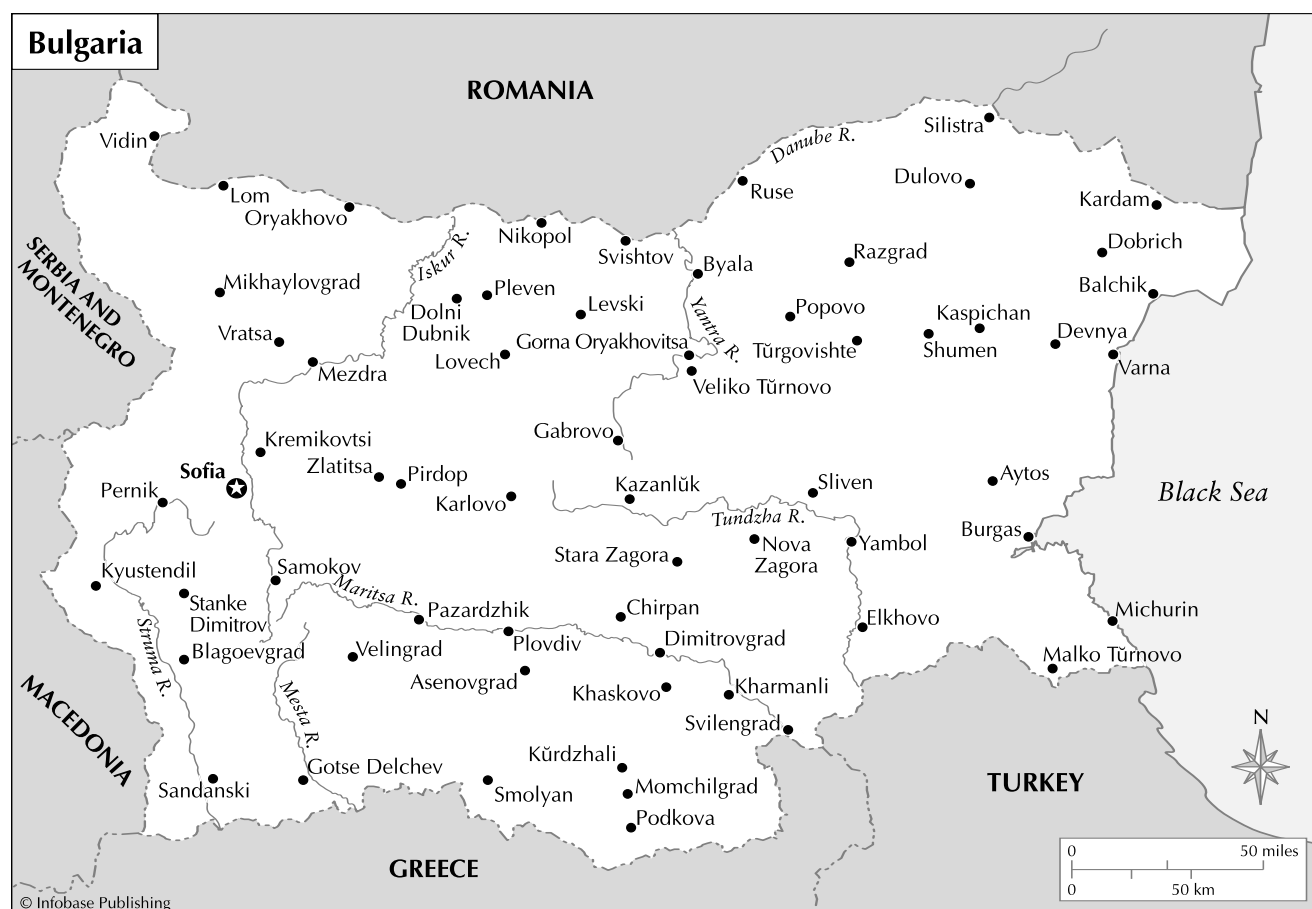 Bulgaria
ROMANIA
Silistra
Danube R.
Vidin
Dulovo
Ruse
Lom
Kardam
Oryakhovo
Nikopol
Dobrich
Iskur R.
Svishtov
Razgrad
Byala
SERBIA AND
MONTENEGRO
Mikhaylovgrad
Balchik
Pleven
Levski
Popovo
Dolni
Dubnik
Kaspichan
Yantra R.
Vratsa
Devnya
Gorna Oryakhovitsa
Tŭrgovishte
Shumen
Lovech
Varna
Mezdra
Veliko Tŭrnovo
Gabrovo
Kremikovtsi
Zlatitsa
Sofia
Pirdop
Aytos
Kazanlŭk
Sliven
Pernik
Black Sea
Karlovo
Tundzha R.
Burgas
Yambol
Nova
Zagora
Stara Zagora
Samokov
Kyustendil
Maritsa R.
Stanke
Dimitrov
Pazardzhik
Chirpan
Michurin
Elkhovo
Plovdiv
Dimitrovgrad
Struma R.
Blagoevgrad
Velingrad
Malko Tŭrnovo
Asenovgrad
Khaskovo
Kharmanli
Mesta R.
MACEDONIA
Svilengrad
N
Kŭrdzhali
Gotse Delchev
TURKEY
Sandanski
Smolyan
Momchilgrad
Podkova
0 50 miles
GREECE
0 50 km
© Infobase Publishing